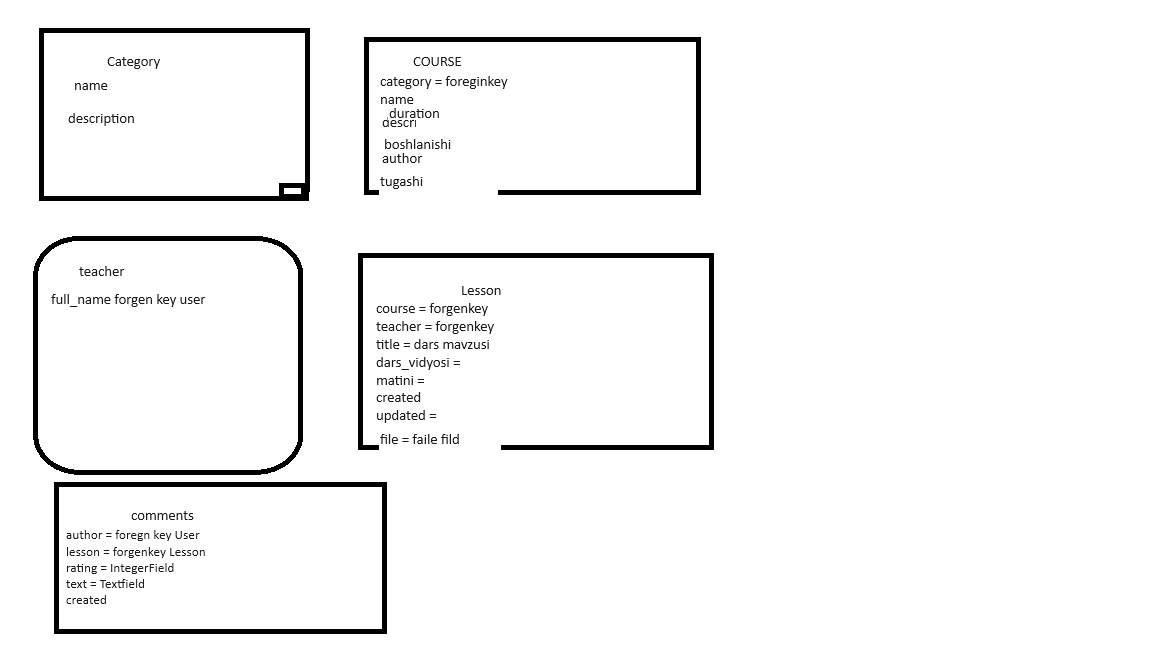 Category
name
description
COURSE
category = foreginkey
name
duration
descri
boshlanishi
author
tugashi
teacher
full_name forgen key user
Lesson
course = forgenkey
teacher = forgenkey
title = dars mavzusi
dars_vidyosi =
matini =
created
updated =
file = faile fild
comments
author = foregn key User
lesson = forgenkey Lesson
rating = IntegerField
text = Textfield
created